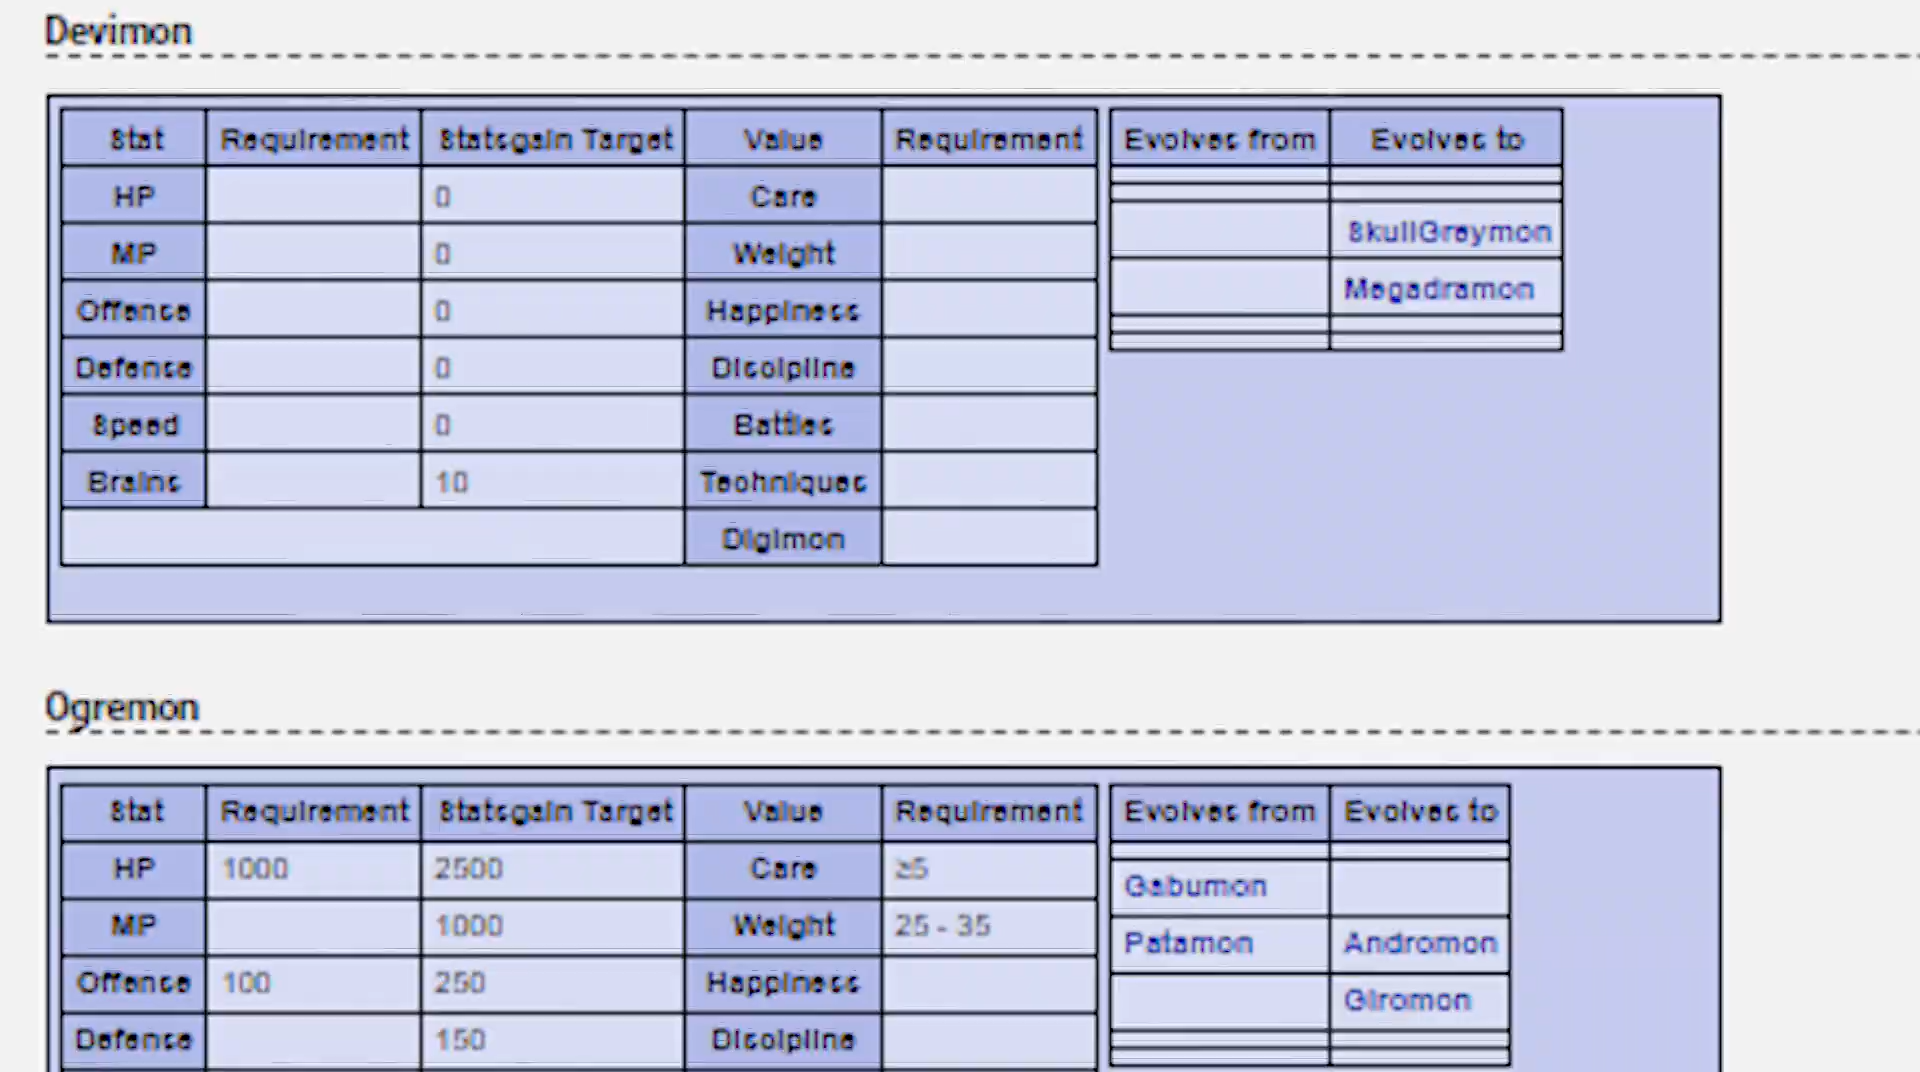 Devimon
Stat Requirement Statsgain Target Value Requirement Evolves from Evolves to
HP 0 Care
MP 0 Weight
SkullGreymon
Offence 0 Happiness
Megadramon
Defence 0 Discipline
Speed 0 Battles
Brains 10 Techniques
Digimon
Ogremon
Stat Requirement Statsgain Target Value Requirement Evolves from Evolves to
HP 1000 2500 Care ≥5
Gabumon
MP 1000 Weight 25 - 35
Patamon Andromon
Offence 100 250 Happiness
Giromon
Defence 150 Discipline